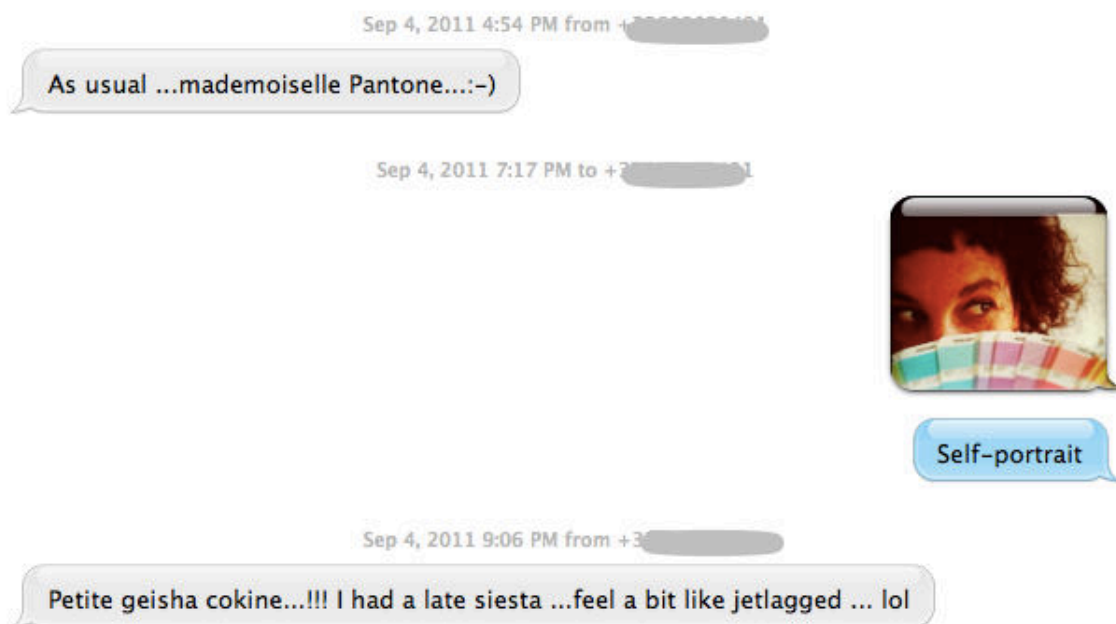 Sep 4, 2011 4:54 PM from
As usual ...mademoiselle Pantone...:-)
Sep 4, 2011 7:17 PM to
Self-portrait
Sep 4, 2011 9:06 PM from
Petite geisha cokine...!!! I had a late siesta ...feel a bit like jetlagged ... lol